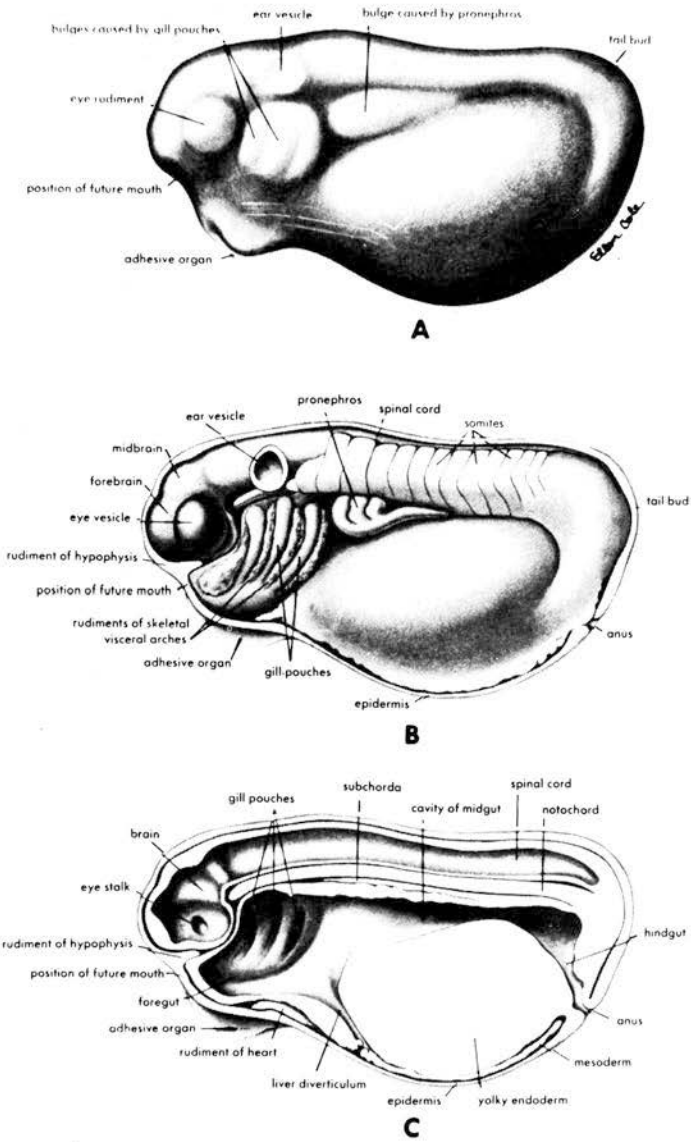 ear vesicle
bulge caused by pronephros
bulges caused by gill pouches
tail bud
eye rudiment
position of future mouth
adhesive organ
A
pronephros
ear vesicle
spinal cord
somites
midbrain
forebrain
eye vesicle
tail bud
rudiment of hypophysis
position of future mouth
rudiments of skeletal
visceral arches
anus
adhesive organ
gill-pouches
epidermis
B
subchorda
spinal cord
gill pouches
cavity of midgut
notochord
brain
eye stalk
rudiment of hypophysis
hindgut
position of future mouth
foregut
anus
adhesive organ
rudiment of heart
mesoderm
liver diverticulum
epidermis
yolky endoderm
C